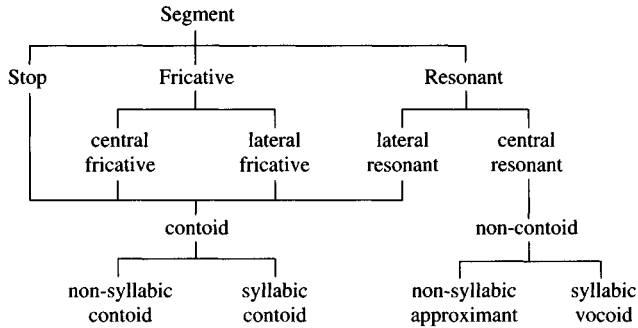 Segment
Stop Fricative Resonant
central lateral lateral central
fricative fricative resonant resonant
contoid non-contoid
non-syllabic syllabic non-syllabic syllabic
contoid contoid approximant vocoid